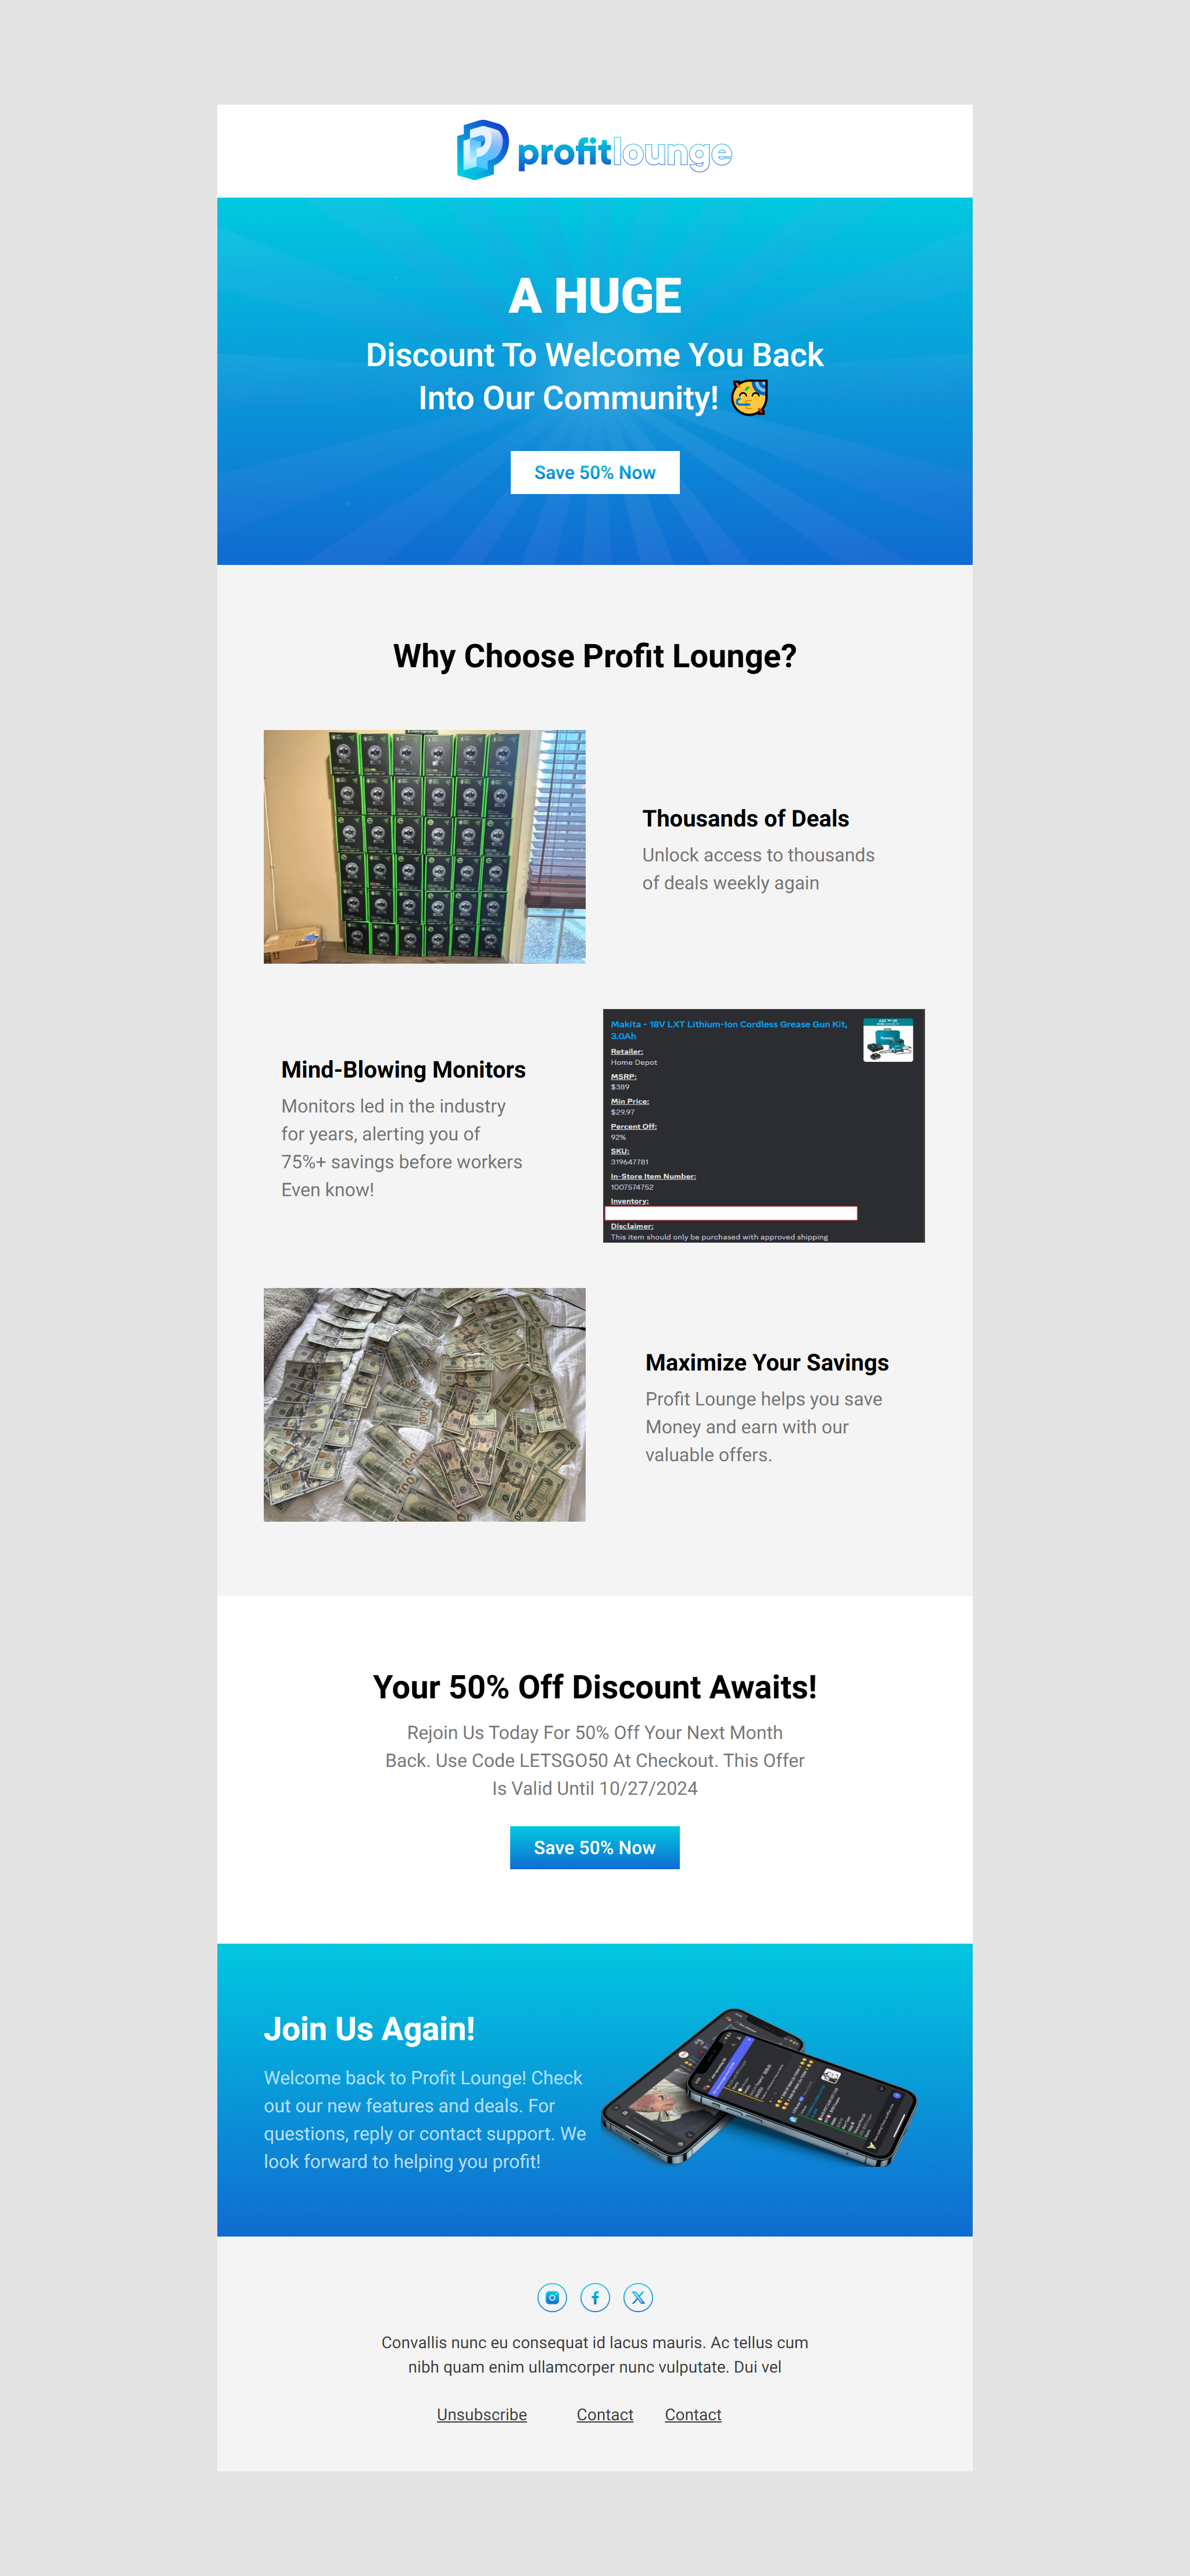 profitlounge
A HUGE
Discount To Welcome You Back
Into Our Community!
Save 50% Now
Why Choose Profit Lounge?
Thousands of Deals
Unlock access to thousands
of deals weekly again
Mind-Blowing Monitors
Monitors led in the industry
for years, alerting you of
75%+ savings before workers
Even know!
Makita - 18V LXT Lithium-Ion Cordless Grease Gun Kit,
3.0Ah
Retailer:
Home Depot
MSRP:
$389
Min Price:
$29.97
Percent Off:
92%
SKU:
319647781
In-Store Item Number:
1007574752
Inventory:
Disclaimer:
This item should only be purchased with approved shipping
Maximize Your Savings
Profit Lounge helps you save
Money and earn with our
valuable offers.
Your 50% Off Discount Awaits!
Rejoin Us Today For 50% Off Your Next Month
Back. Use Code LETSGO50 At Checkout. This Offer
Is Valid Until 10/27/2024
Save 50% Now
Join Us Again!
Welcome back to Profit Lounge! Check
out our new features and deals. For
questions, reply or contact support. We
look forward to helping you profit!
Convallis nunc eu consequat id lacus mauris. Ac tellus cum
nibh quam enim ullamcorper nunc vulputate. Dui vel
Unsubscribe Contact Contact